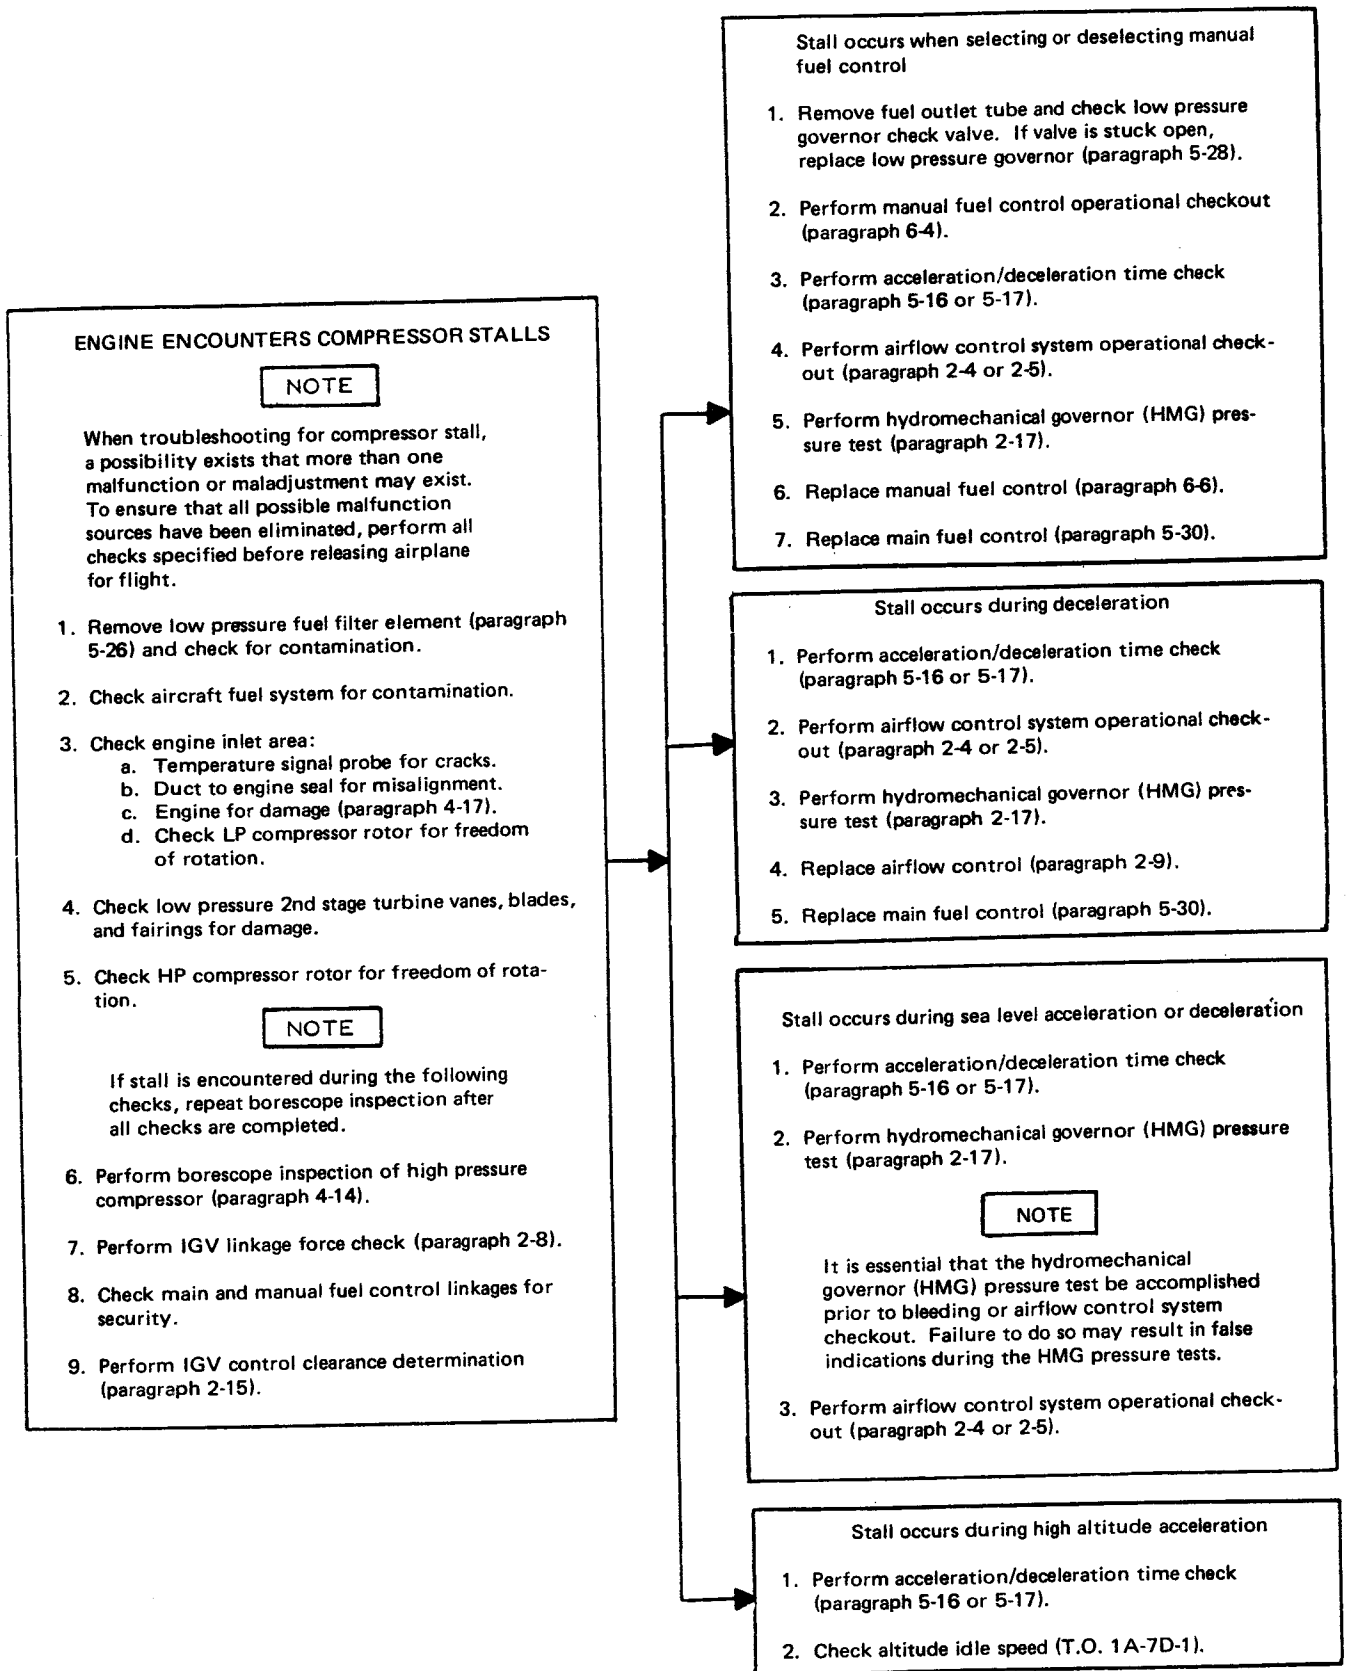 ENGINE ENCOUNTERS COMPRESSOR STALLS
NOTE
When troubleshooting for compressor stall,
a possibility exists that more than one
malfunction or maladjustment may exist.
To ensure that all possible malfunction
sources have been eliminated, perform all
checks specified before releasing airplane
for flight.
1. Remove low pressure fuel filter element (paragraph
5-26) and check for contamination.
2. Check aircraft fuel system for contamination.
3. Check engine inlet area:
a. Temperature signal probe for cracks.
b. Duct to engine seal for misalignment.
c. Engine for damage (paragraph 4-17).
d. Check LP compressor rotor for freedom
of rotation.
4. Check low pressure 2nd stage turbine vanes, blades,
and fairings for damage.
5. Check HP compressor rotor for freedom of rota-
tion.
NOTE
If stall is encountered during the following
checks, repeat borescope inspection after
all checks are completed.
6. Perform borescope inspection of high pressure
compressor (paragraph 4-14).
7. Perform IGV linkage force check (paragraph 2-8).
8. Check main and manual fuel control linkages for
security.
9. Perform IGV control clearance determination
(paragraph 2-15).
Stall occurs when selecting or deselecting manual
fuel control
1. Remove fuel outlet tube and check low pressure
governor check valve. If valve is stuck open,
replace low pressure governor (paragraph 5-28).
2. Perform manual fuel control operational checkout
(paragraph 6-4).
3. Perform acceleration/deceleration time check
(paragraph 5-16 or 5-17).
4. Perform airflow control system operational check-
out (paragraph 2-4 or 2-5).
5. Perform hydromechanical governor (HMG) pres-
sure test (paragraph 2-17).
6. Replace manual fuel control (paragraph 6-6).
7. Replace main fuel control (paragraph 5-30).
Stall occurs during deceleration
1. Perform acceleration/deceleration time check
(paragraph 5-16 or 5-17).
2. Perform airflow control system operational check-
out (paragraph 2-4 or 2-5).
3. Perform hydromechanical governor (HMG) pres-
sure test (paragraph 2-17).
4. Replace airflow control (paragraph 2-9).
5. Replace main fuel control (paragraph 5-30).
Stall occurs during sea level acceleration or deceleration
1. Perform acceleration/deceleration time check
(paragraph 5-16 or 5-17).
2. Perform hydromechanical governor (HMG) pressure
test (paragraph 2-17).
NOTE
It is essential that the hydromechanical
governor (HMG) pressure test be accomplished
prior to bleeding or airflow control system
checkout. Failure to do so may result in false
indications during the HMG pressure tests.
3. Perform airflow control system operational check-
out (paragraph 2-4 or 2-5).
Stall occurs during high altitude acceleration
1. Perform acceleration/deceleration time check
(paragraph 5-16 or 5-17).
2. Check altitude idle speed (T.O. 1A-7D-1).